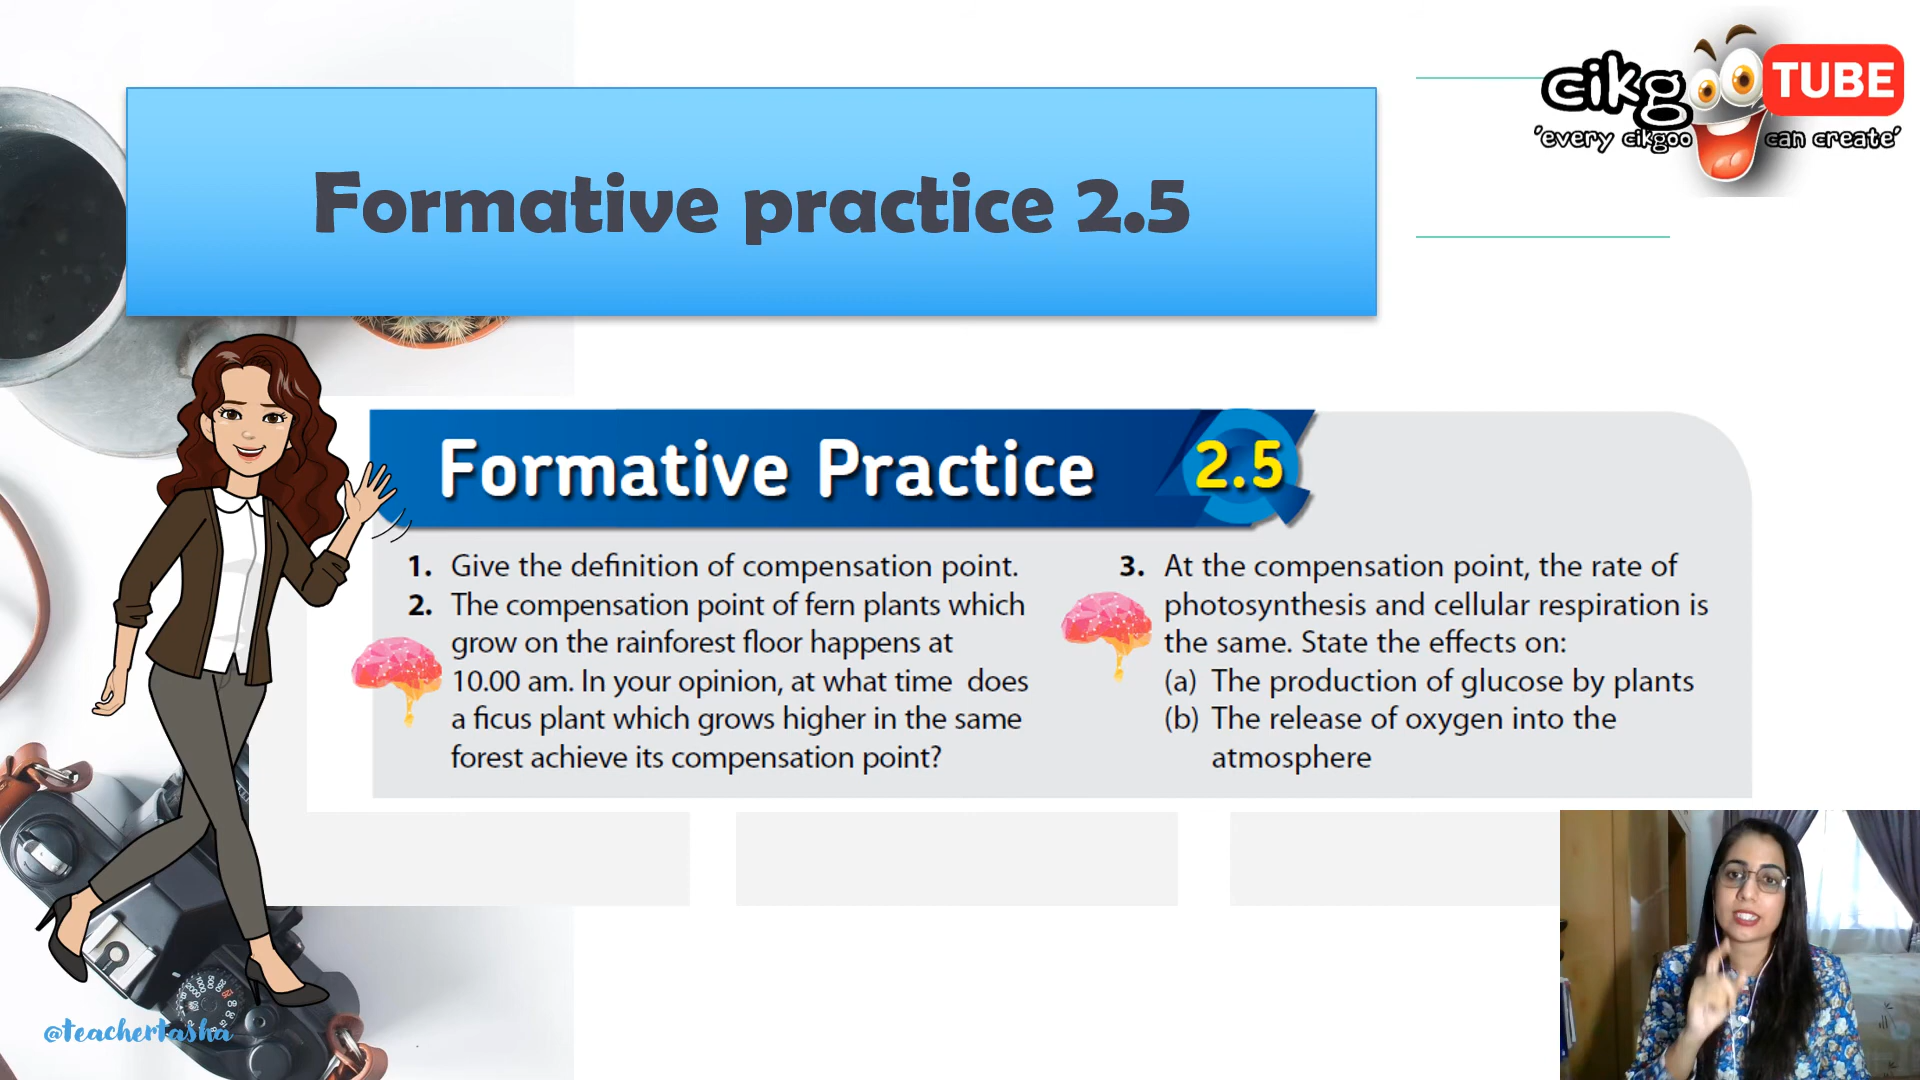 cikgoo TUBE
'every cikgoo can create'
Formative practice 2.5
Formative Practice 2.5
1. Give the definition of compensation point.
2. The compensation point of fern plants which
grow on the rainforest floor happens at
10.00 am. In your opinion, at what time does
a ficus plant which grows higher in the same
forest achieve its compensation point?
3. At the compensation point, the rate of
photosynthesis and cellular respiration is
the same. State the effects on:
(a) The production of glucose by plants
(b) The release of oxygen into the
atmosphere
@teachertasha